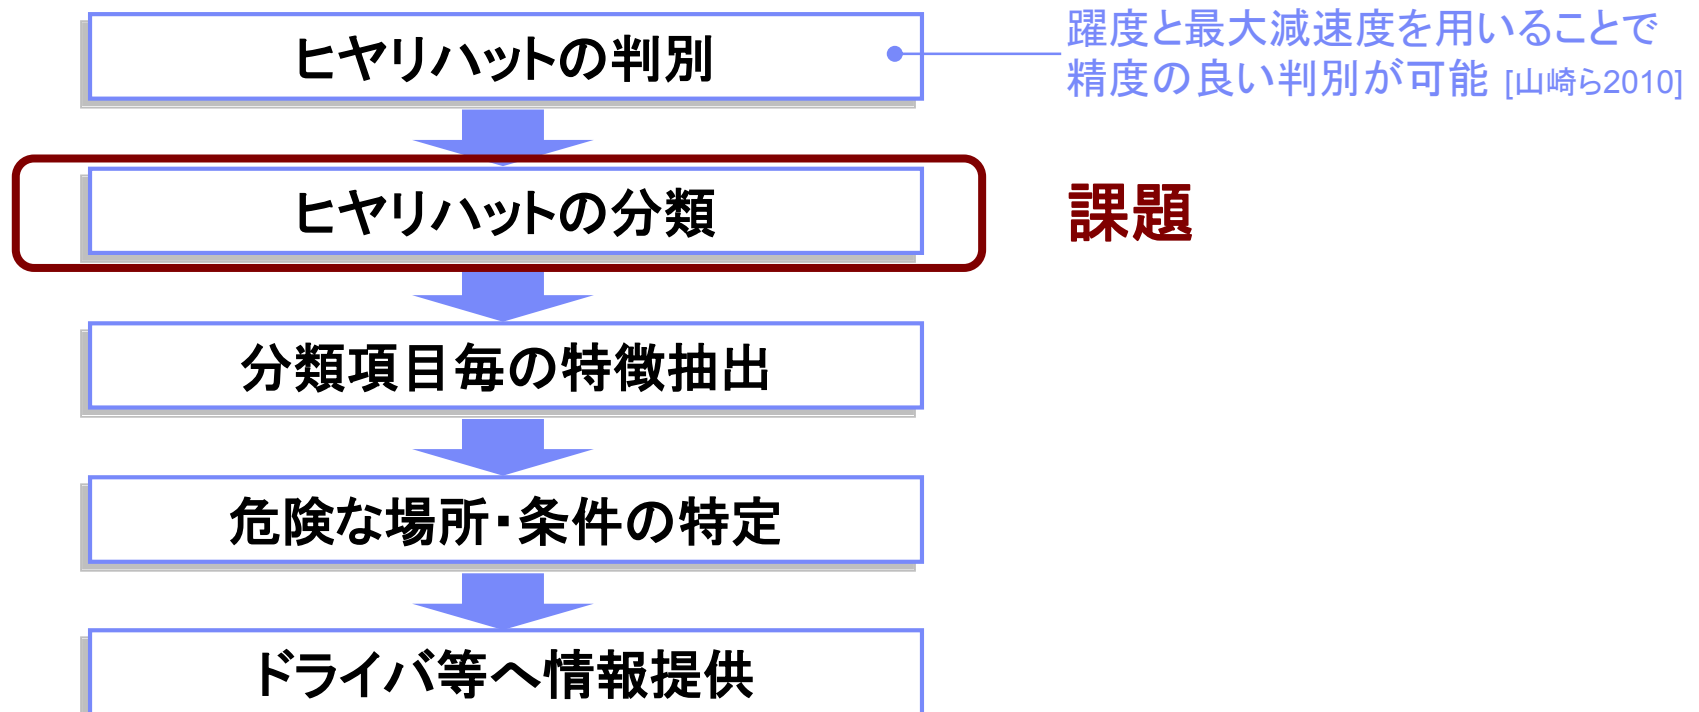 ヒヤリハットの判別
躍度と最大減速度を用いることで
精度の良い判別が可能 [山崎ら2010]
ヒヤリハットの分類
課題
分類項目毎の特徴抽出
危険な場所・条件の特定
ドライバ等へ情報提供